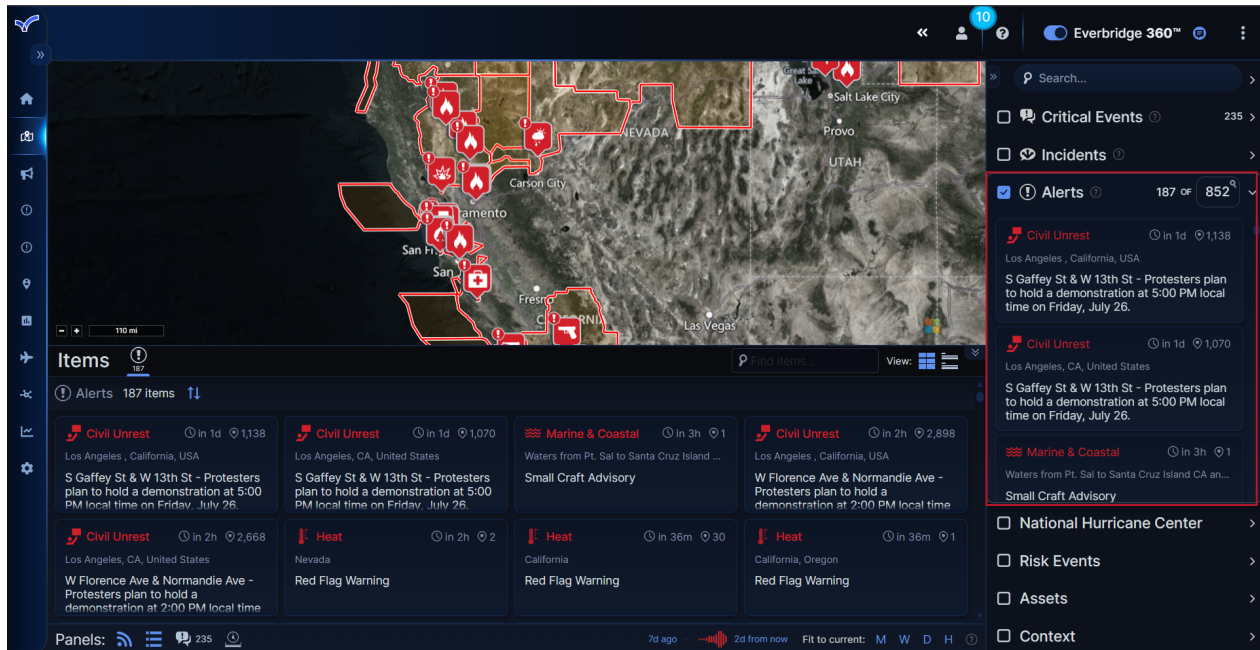 10
Everbridge 360™
Search...
Critical Events
235
Incidents
Alerts
187 OF 852
Civil Unrest in 1d 1,138
Los Angeles , California, USA
S Gaffey St & W 13th St - Protesters plan
to hold a demonstration at 5:00 PM local
time on Friday, July 26.
Civil Unrest in 1d 1,070
Los Angeles, CA, United States
S Gaffey St & W 13th St - Protesters plan
to hold a demonstration at 5:00 PM local
time on Friday, July 26.
Marine & Coastal in 3h 1
Waters from Pt. Sal to Santa Cruz Island CA an...
Small Craft Advisory
National Hurricane Center
Risk Events
Assets
Context
Great Sa
Lake
Salt Lake City
Provo
NEVADA
UTAH
Carson City
ramento
San Fr
San
Fresno
Las Vegas
110 mi
Items
187
Find items...
View:
Alerts 187 items
Civil Unrest in 1d 1,138
Los Angeles , California, USA
S Gaffey St & W 13th St - Protesters
plan to hold a demonstration at 5:00
PM local time on Friday, July 26.
Civil Unrest in 1d 1,070
Los Angeles, CA, United States
S Gaffey St & W 13th St - Protesters
plan to hold a demonstration at 5:00
PM local time on Friday, July 26.
Marine & Coastal in 3h 1
Waters from Pt. Sal to Santa Cruz Island ...
Small Craft Advisory
Civil Unrest in 2h 2,898
Los Angeles , California, USA
W Florence Ave & Normandie Ave -
Protesters plan to hold a
demonstration at 2:00 PM local time
Civil Unrest in 2h 2,668
Los Angeles, CA, United States
W Florence Ave & Normandie Ave -
Protesters plan to hold a
demonstration at 2:00 PM local time
Heat in 2h 2
Nevada
Red Flag Warning
Heat in 36m 30
California
Red Flag Warning
Heat in 36m 1
California, Oregon
Red Flag Warning
Panels: 235
7d ago
2d from now
Fit to current: M W D H